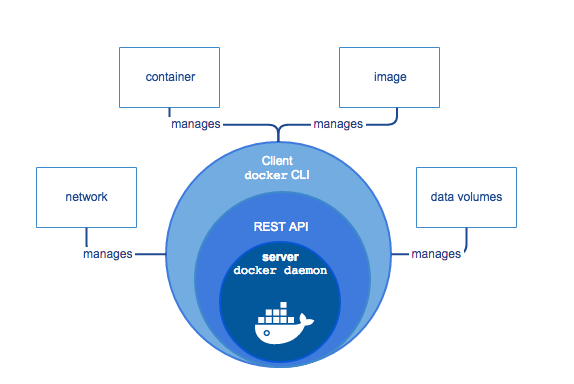 container
image
manages
manages
Client
docker CLI
network
data volumes
REST API
manages
manages
server
docker daemon